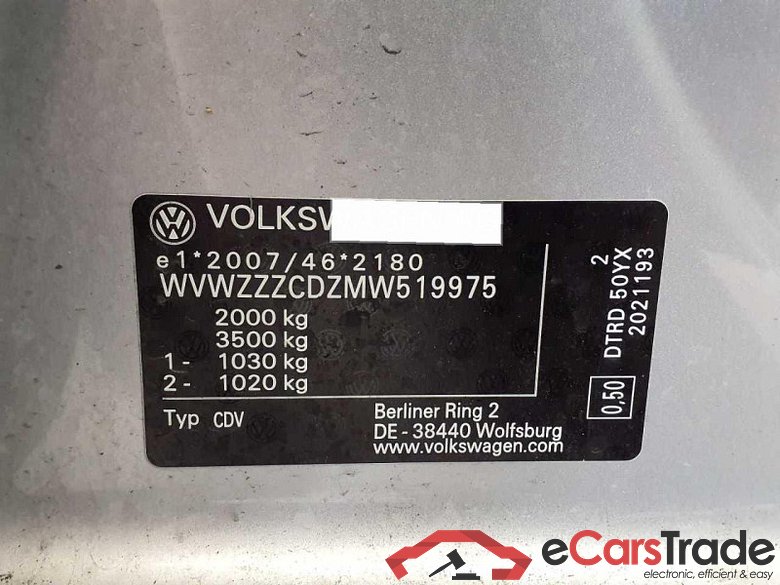 VOLKSW
e1*2007/46*2180
WVWZZZCDZMW519975
2000 kg
3500 kg
1- 1030 kg
2- 1020 kg
Typ CDV
Berliner Ring 2
DE-38440 Wolfsburg
www.volkswagen.com
2
DTRD 50YX
2021193
0,50
eCarsTrade
electronic, efficient & easy